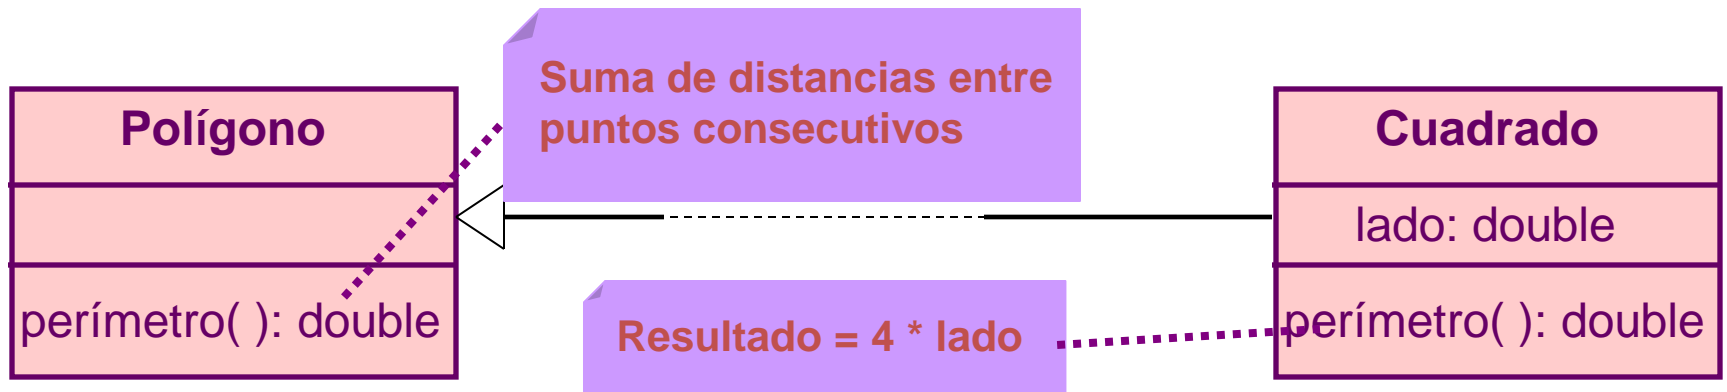 Polígono
perímetro( ): double
Suma de distancias entre
puntos consecutivos
Resultado = 4 * lado
Cuadrado
lado: double
perímetro( ): double